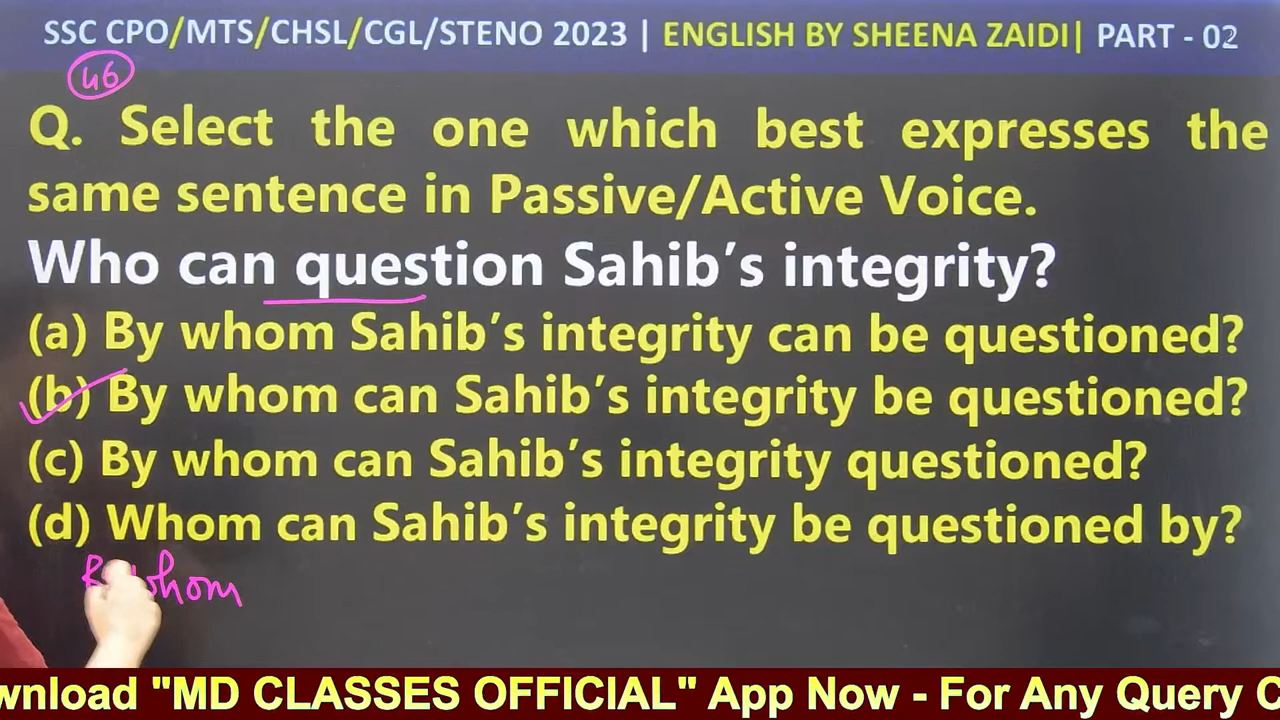 SSC CPO/MTS/CHSL/CGL/STENO 2023 | ENGLISH BY SHEENA ZAIDI| PART - 02
46
Q. Select the one which best expresses the
same sentence in Passive/Active Voice.
Who can question Sahib’s integrity?
(a) By whom Sahib’s integrity can be questioned?
(b) By whom can Sahib’s integrity be questioned?
(c) By whom can Sahib’s integrity questioned?
(d) Whom can Sahib’s integrity be questioned by?
whom
wnload "MD CLASSES OFFICIAL" App Now - For Any Query C